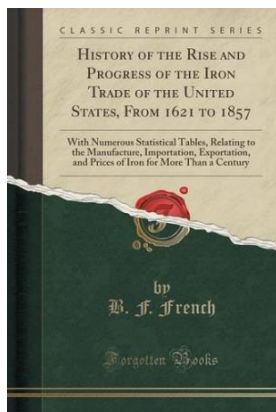 CLASSIC REPRINT SERIES
HISTORY OF THE RISE AND
PROGRESS OF THE IRON
TRADE OF THE UNITED
STATES, FROM 1621 TO 1857
With Numerous Statistical Tables, Relating to
the Manufacture, Importation, Exportation,
and Prices of Iron for More Than a Century
by
B. F. French
Forgotten Books